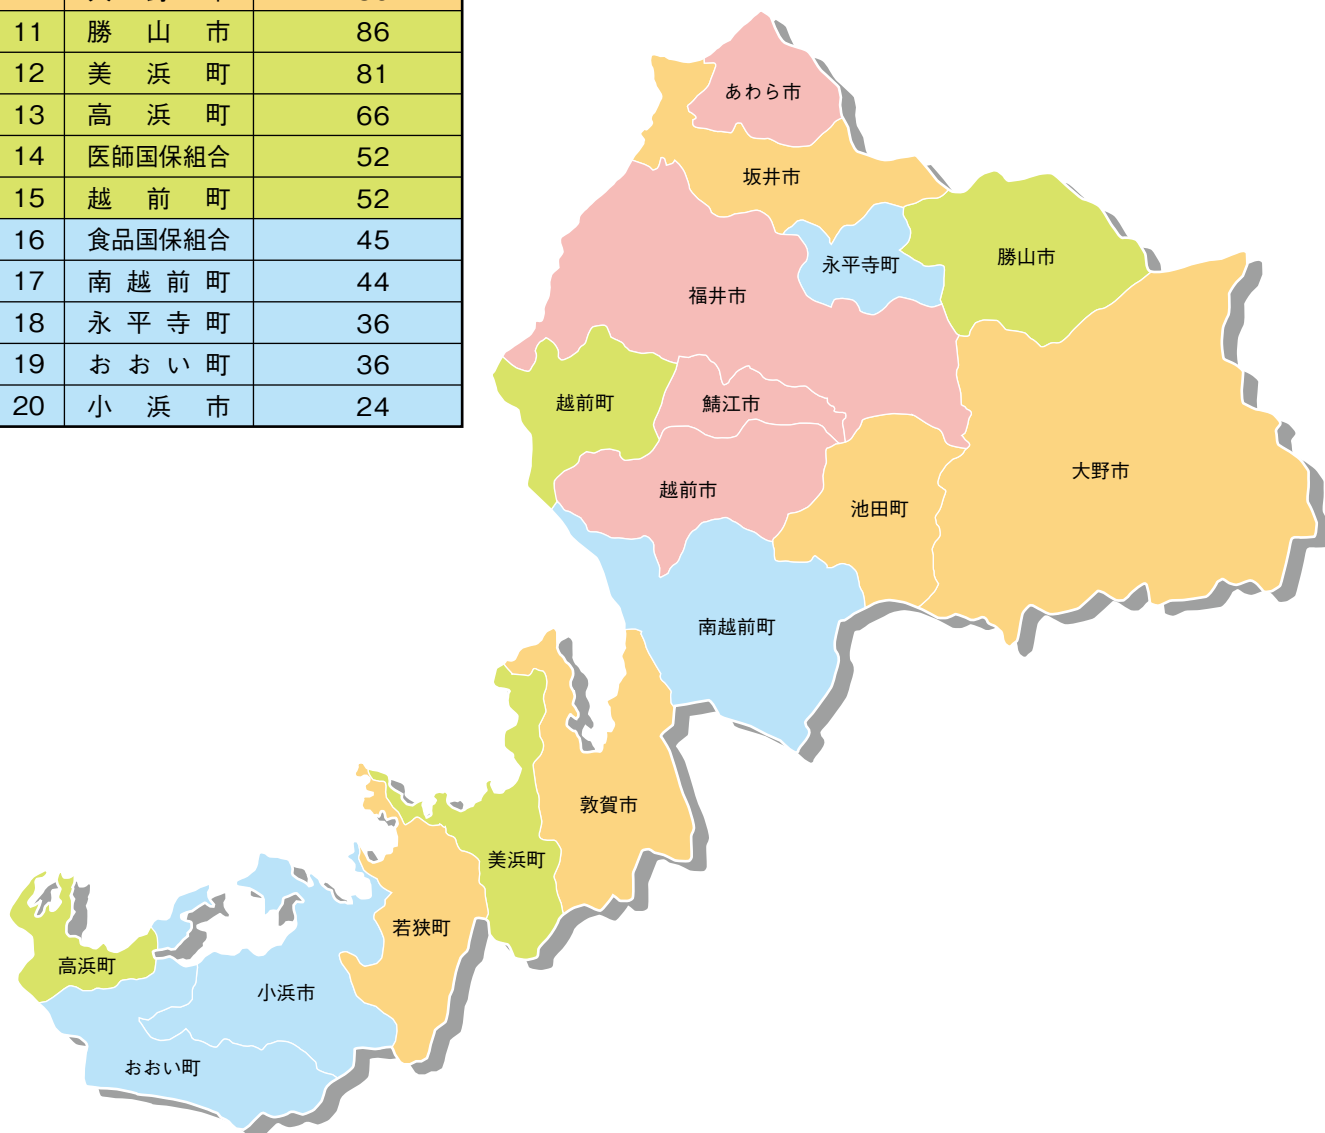 11 勝山市 86
12 美浜町 81
13 高浜町 66
14 医師国保組合 52
15 越前町 52
16 食品国保組合 45
17 南越前町 44
18 永平寺町 36
19 おおい町 36
20 小浜市 24
あわら市
坂井市
永平寺町
勝山市
福井市
越前町
鯖江市
大野市
越前市
池田町
南越前町
敦賀市
美浜町
若狭町
高浜町
小浜市
おおい町